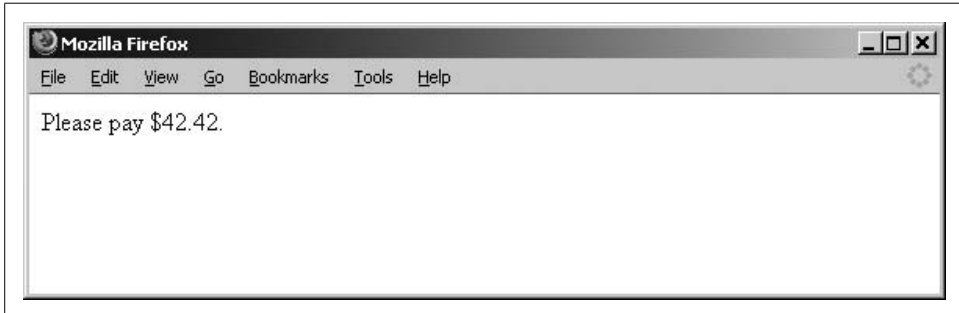 Mozilla Firefox
File Edit View Go Bookmarks Tools Help
Please pay $42.42.